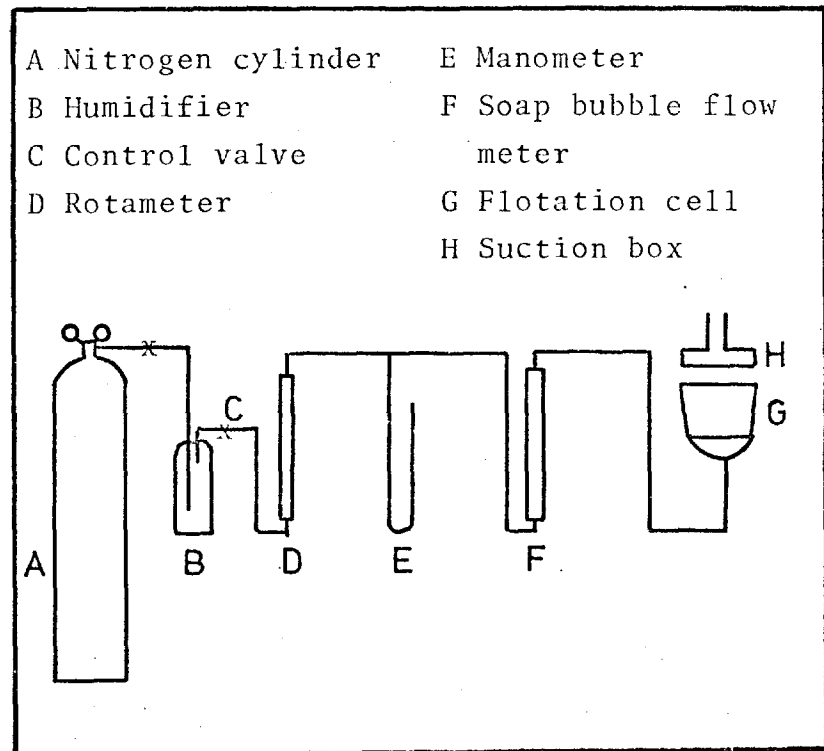 A Nitrogen cylinder
B Humidifier
C Control valve
D Rotameter
E Manometer
F Soap bubble flow
meter
G Flotation cell
H Suction box
C
H
G
A
B
D
E
F